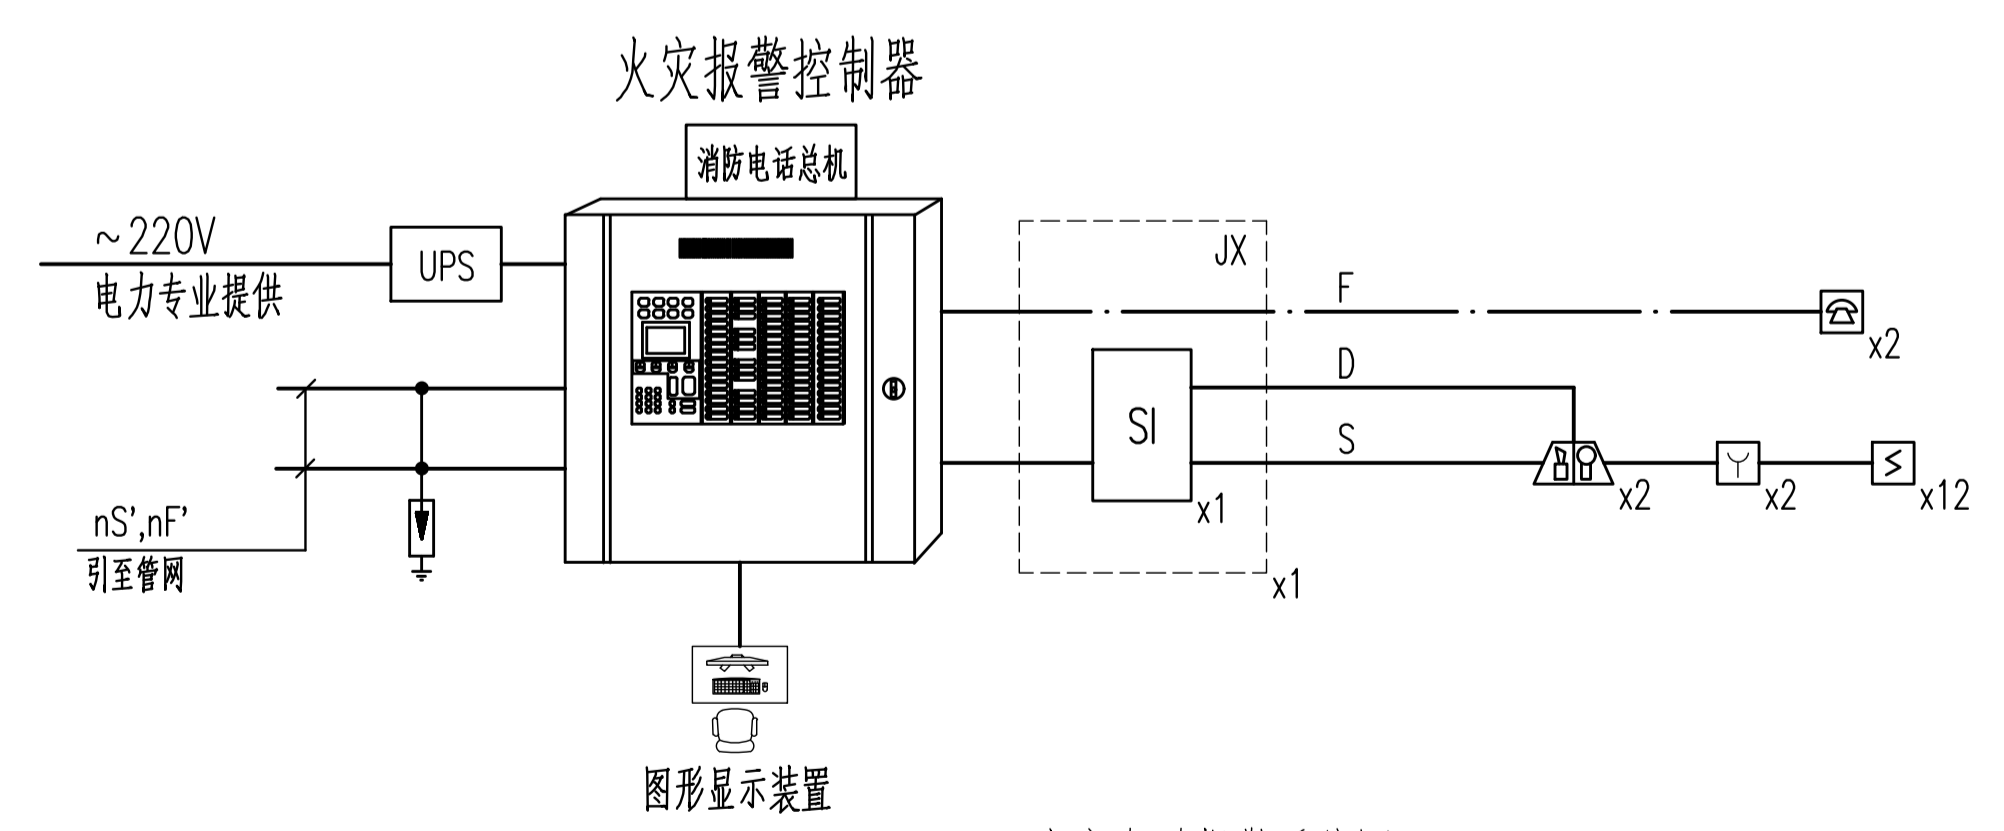 火灾报警控制器
消防电话总机
~220V
电力专业提供
UPS
JX
F
x2
D
SI
S
x1
x2
x2
x12
nS',nF'
引至管网
x1
图形显示装置